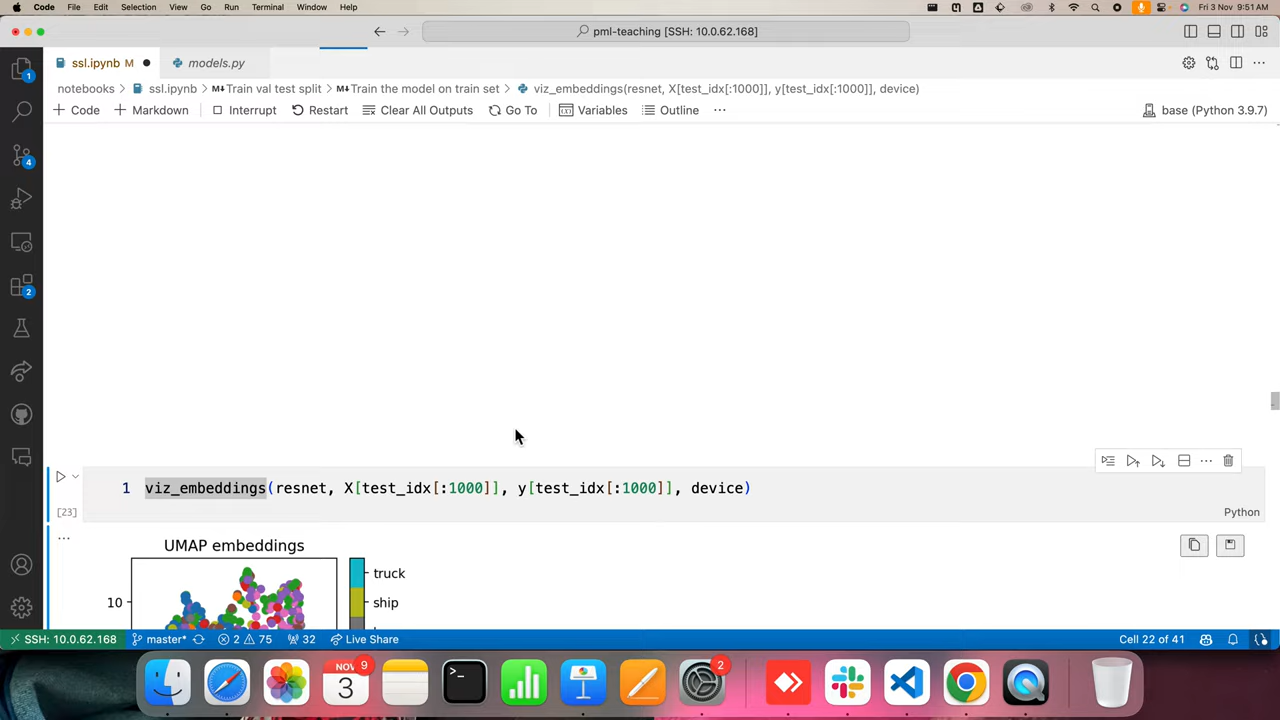 Code File Edit Selection View Go Run Terminal Window Help
Fri 3 Nov 9:51 AM
pml-teaching [SSH: 10.0.62.168]
ssl.ipynb M
models.py
notebooks > ssl.ipynb > M↓Train val test split > M↓Train the model on train set > viz_embeddings(resnet, X[test_idx[:1000]], y[test_idx[:1000]], device)
+ Code + Markdown Interrupt Restart Clear All Outputs Go To Variables Outline ...
base (Python 3.9.7)
1
4
2
1 viz_embeddings(resnet, X[test_idx[:1000]], y[test_idx[:1000]], device)
[23]
Python
UMAP embeddings
truck
10
ship
SSH: 10.0.62.168 master* 2 75 32 Live Share
Cell 22 of 41
NOV
3
9
2